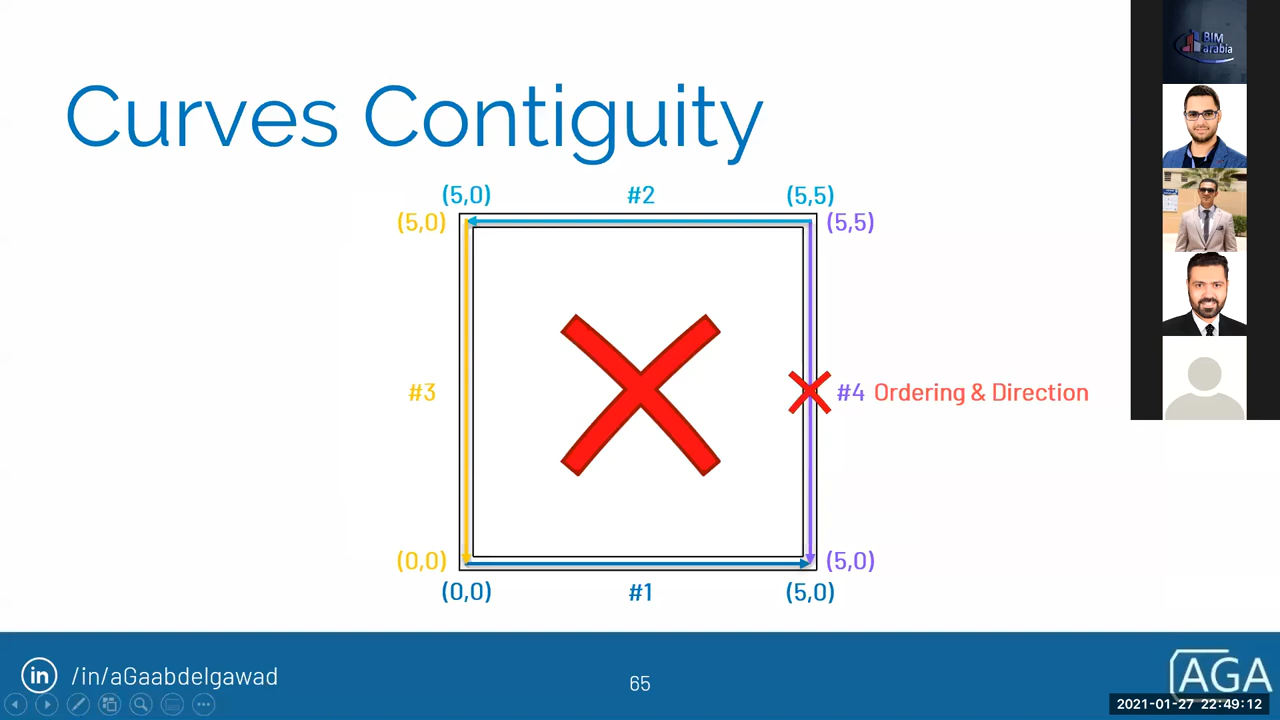 Curves Contiguity
(5,0) #2 (5,5)
(5,0) (5,5)
#3 #4 Ordering & Direction
(0,0) (5,0)
(0,0) #1 (5,0)
in /in/aGaabdelgawad
65
AGA
2021-01-27 22:49:12
BIM
arabia